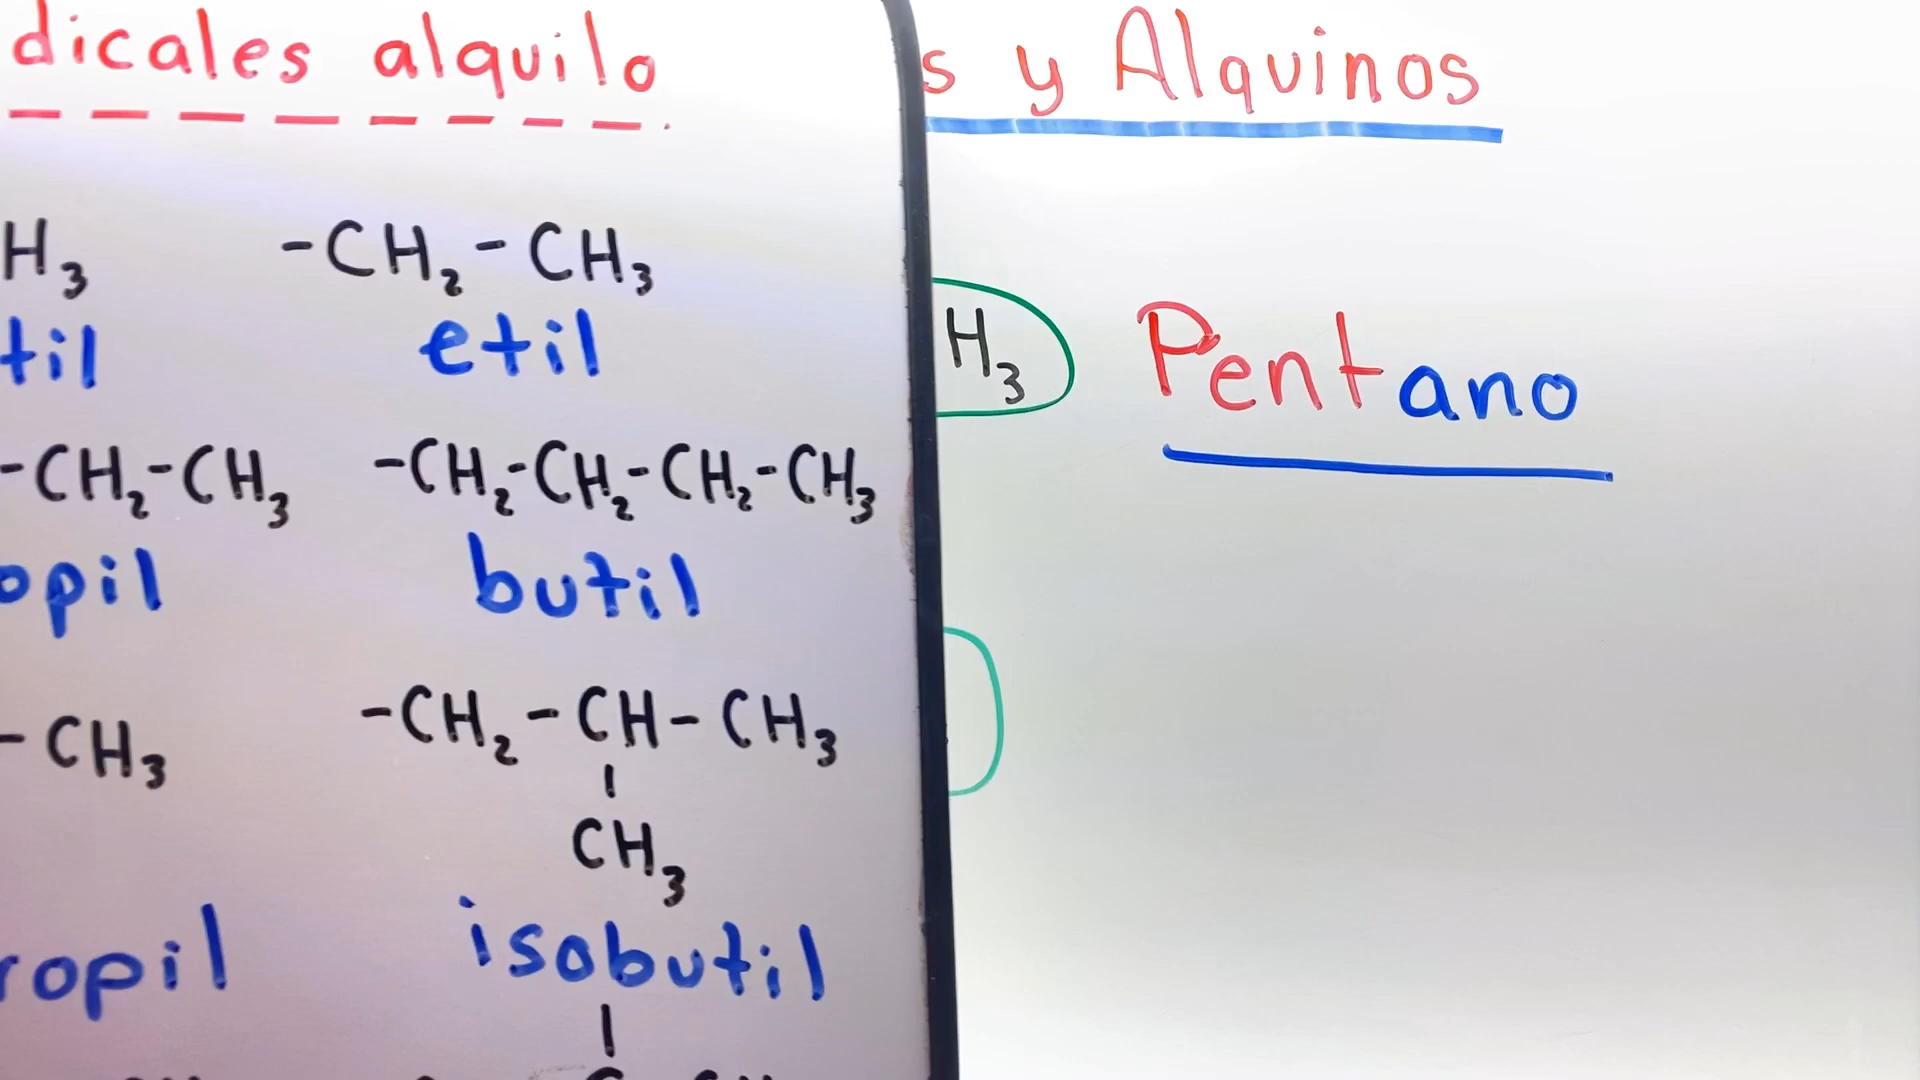 dicales alquilo
s y Alquinos
H₃
-CH₂-CH₃
til
etil
H₃
Pentano
-CH₂-CH₃
-CH₂-CH₂-CH₂-CH₃
opil
butil
-CH₃
-CH₂-CH-CH₃
CH₃
ropil
isobutil